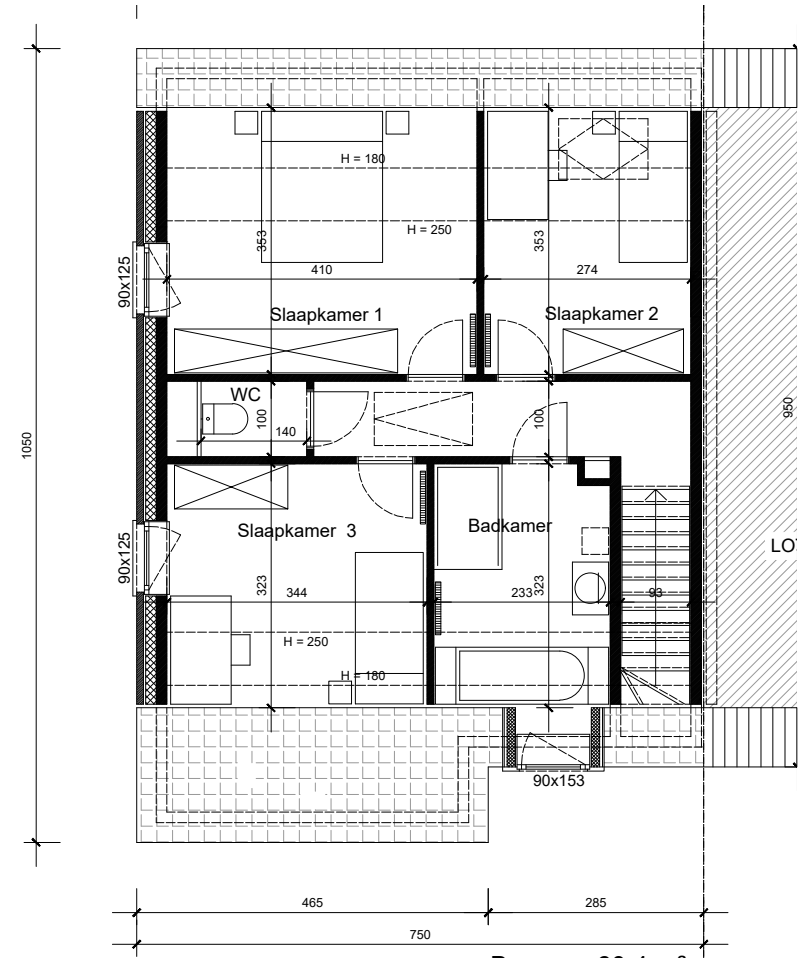 H = 180
H = 250
353
353
410
274
90x125
Slaapkamer 1
Slaapkamer 2
WC
100
140
100
950
1050
Slaapkamer 3
Badkamer
90x125
LO
323
344
233
323
93
H = 250
H = 180
90x153
465
285
750